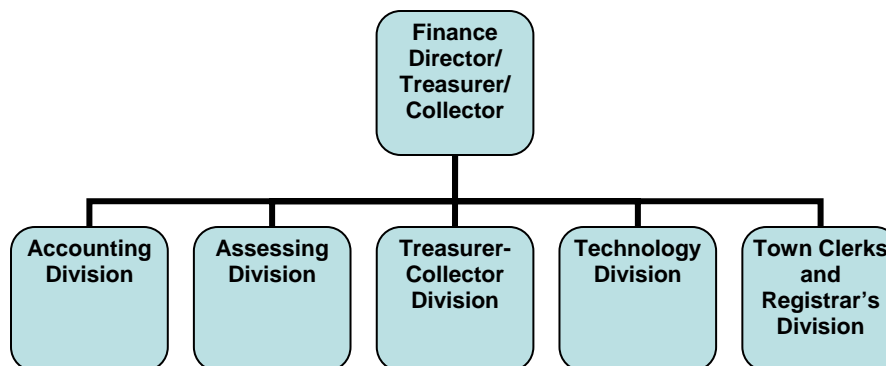 Finance
Director/
Treasurer/
Collector
Accounting
Division
Assessing
Division
Treasurer-
Collector
Division
Technology
Division
Town Clerks
and
Registrar’s
Division